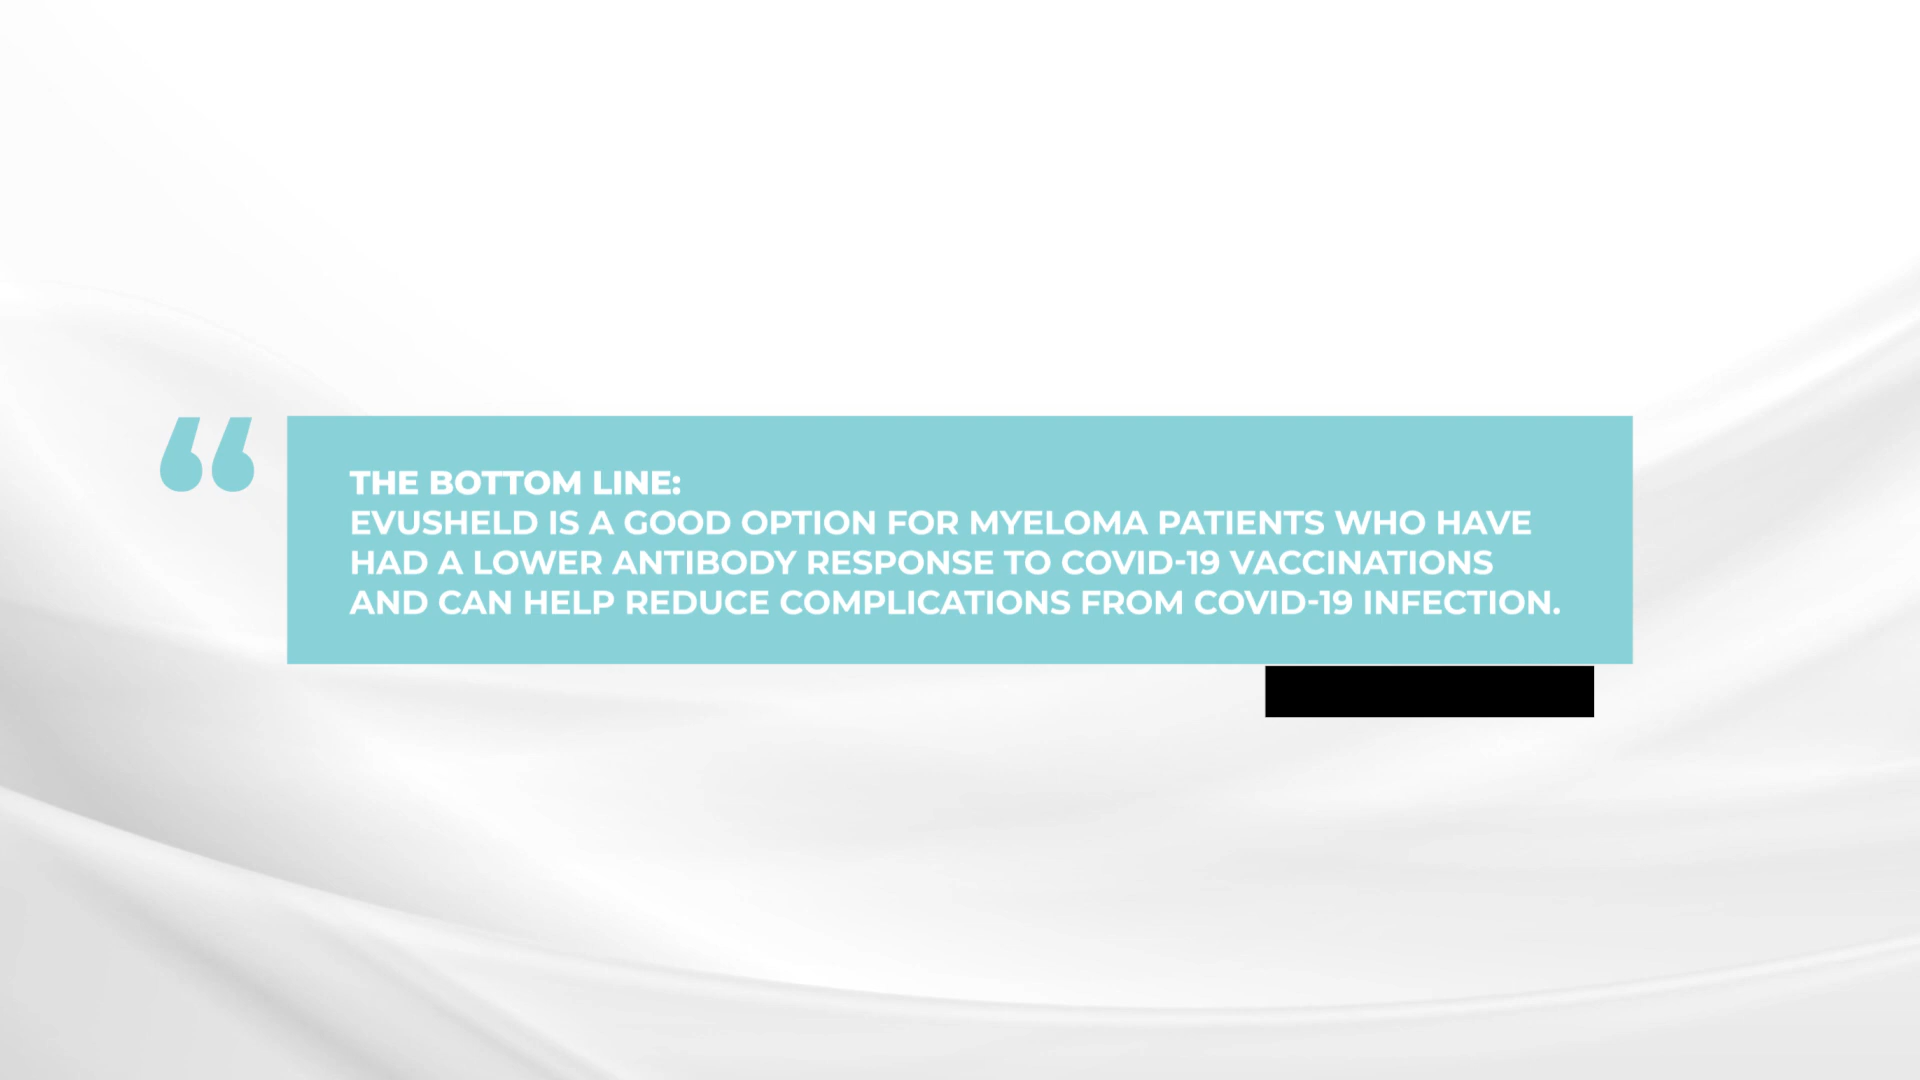 “
THE BOTTOM LINE:
EVUSHELD IS A GOOD OPTION FOR MYELOMA PATIENTS WHO HAVE
HAD A LOWER ANTIBODY RESPONSE TO COVID-19 VACCINATIONS
AND CAN HELP REDUCE COMPLICATIONS FROM COVID-19 INFECTION.